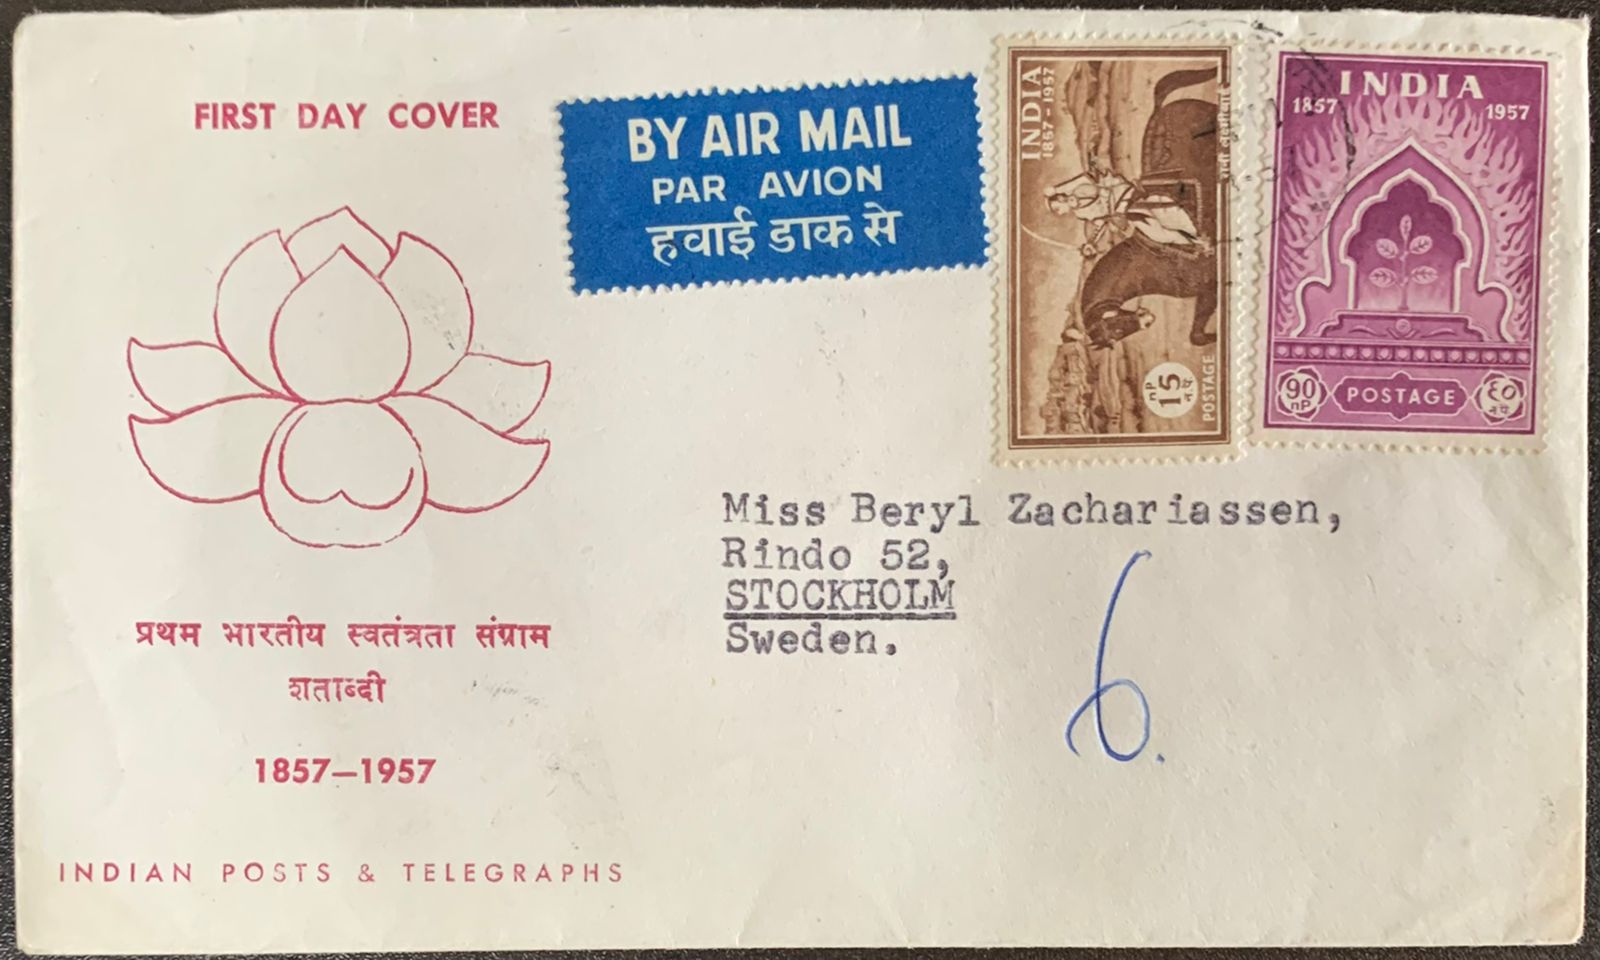 FIRST DAY COVER
BY AIR MAIL
PAR AVION
हवाई डाक से
INDIA
1857-1957
रानी लक्ष्मीबाई
15
nP
न.पै.
POSTAGE
INDIA
1857 1957
90 POSTAGE ९०
nP न.पै.
Miss Beryl Zachariassen,
Rindo 52,
STOCKHOLM
Sweden.
6.
प्रथम भारतीय स्वतंत्रता संग्राम
शताब्दी
1857—1957
INDIAN POSTS & TELEGRAPHS